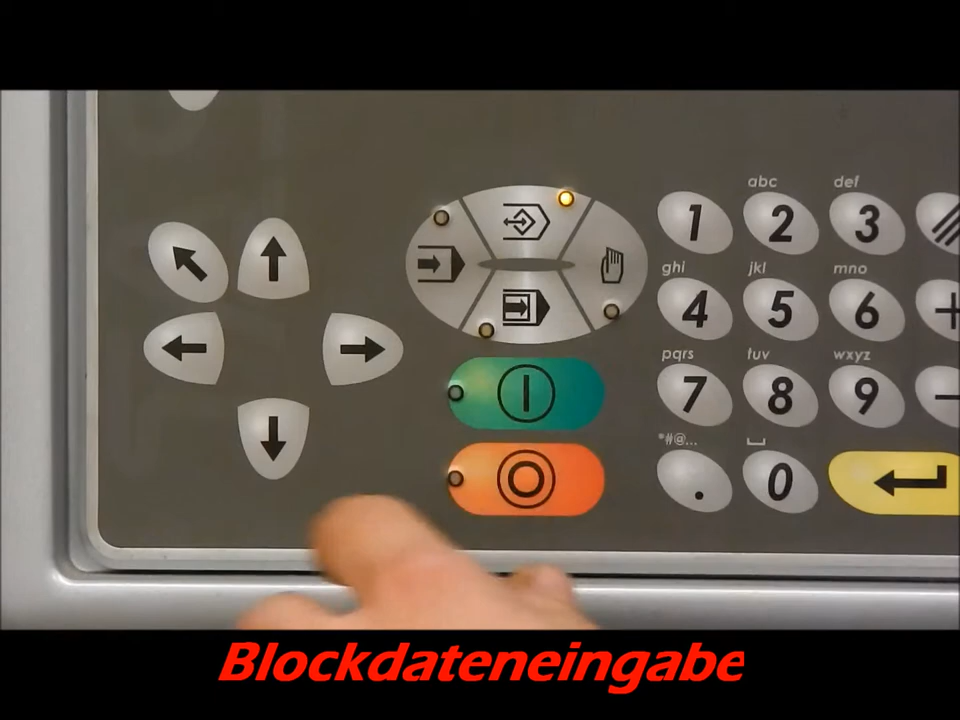 abc def
1 2 3
ghi jkl mno
4 5 6 +
pqrs tuv wxyz
7 8 9 -
*#@...
. 0
Blockdateneingabe